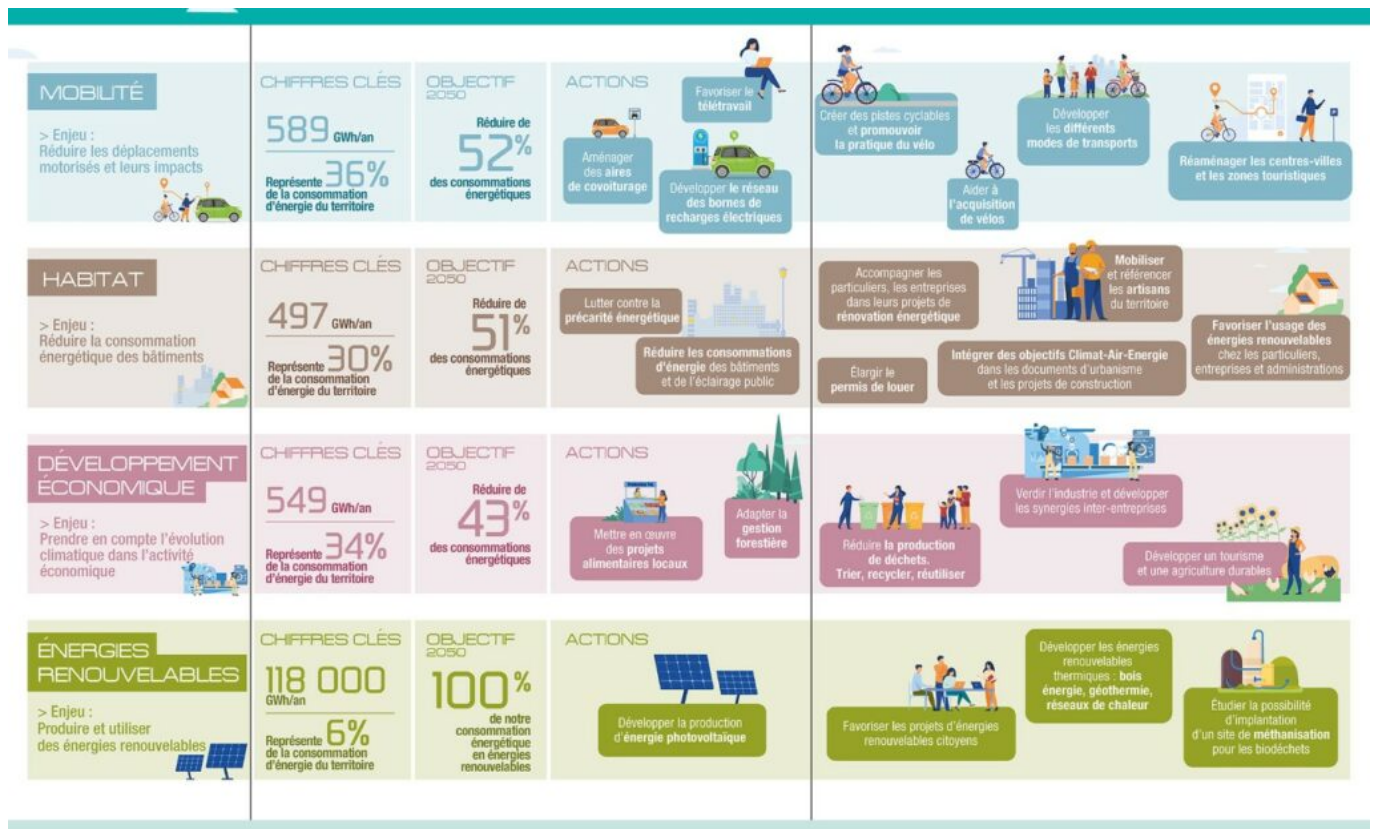 MOBILITÉ
> Enjeu :
Réduire les déplacements
motorisés et leurs impacts
CHIFFRES CLÉS
589 GWh/an
Représente 36%
de la consommation
d'énergie du territoire
OBJECTIF
2050
Réduire de
52%
des consommations
énergétiques
ACTIONS
Aménager
des aires
de covoiturage
Favoriser le
télétravail
Développer le réseau
des bornes de
recharges électriques
Créer des pistes cyclables
et promouvoir
la pratique du vélo
Aider à
l'acquisition
de vélos
Développer
les différents
modes de transports
Réaménager les centres-villes
et les zones touristiques
HABITAT
> Enjeu :
Réduire la consommation
énergétique des bâtiments
CHIFFRES CLÉS
497 GWh/an
Représente 30%
de la consommation
d'énergie du territoire
OBJECTIF
2050
Réduire de
51%
des consommations
énergétiques
ACTIONS
Lutter contre la
précarité énergétique
Réduire les consommations
d'énergie des bâtiments
et de l'éclairage public
Accompagner les
particuliers, les entreprises
dans leurs projets de
rénovation énergétique
Élargir le
permis de louer
Mobiliser
et référencer
les artisans
du territoire
Intégrer des objectifs Climat-Air-Energie
dans les documents d'urbanisme
et les projets de construction
Favoriser l'usage des
énergies renouvelables
chez les particuliers,
entreprises et administrations
DÉVELOPPEMENT
ÉCONOMIQUE
> Enjeu :
Prendre en compte l'évolution
climatique dans l'activité
économique
CHIFFRES CLÉS
549 GWh/an
Représente 34%
de la consommation
d'énergie du territoire
OBJECTIF
2050
Réduire de
43%
des consommations
énergétiques
ACTIONS
Mettre en œuvre
des projets
alimentaires locaux
Adapter la
gestion
forestière
Réduire la production
de déchets.
Trier, recycler, réutiliser
Verdir l'industrie et développer
les synergies inter-entreprises
Développer un tourisme
et une agriculture durables
ÉNERGIES
RENOUVELABLES
> Enjeu :
Produire et utiliser
des énergies renouvelables
CHIFFRES CLÉS
118 000
GWh/an
Représente 6%
de la consommation
d'énergie du territoire
OBJECTIF
2050
100%
de notre
consommation
énergétique
en énergies
renouvelables
ACTIONS
Développer la production
d'énergie photovoltaïque
Favoriser les projets d'énergies
renouvelables citoyens
Développer les énergies
renouvelables
thermiques : bois
énergie, géothermie,
réseaux de chaleur
Étudier la possibilité
d'implantation
d'un site de méthanisation
pour les biodéchets